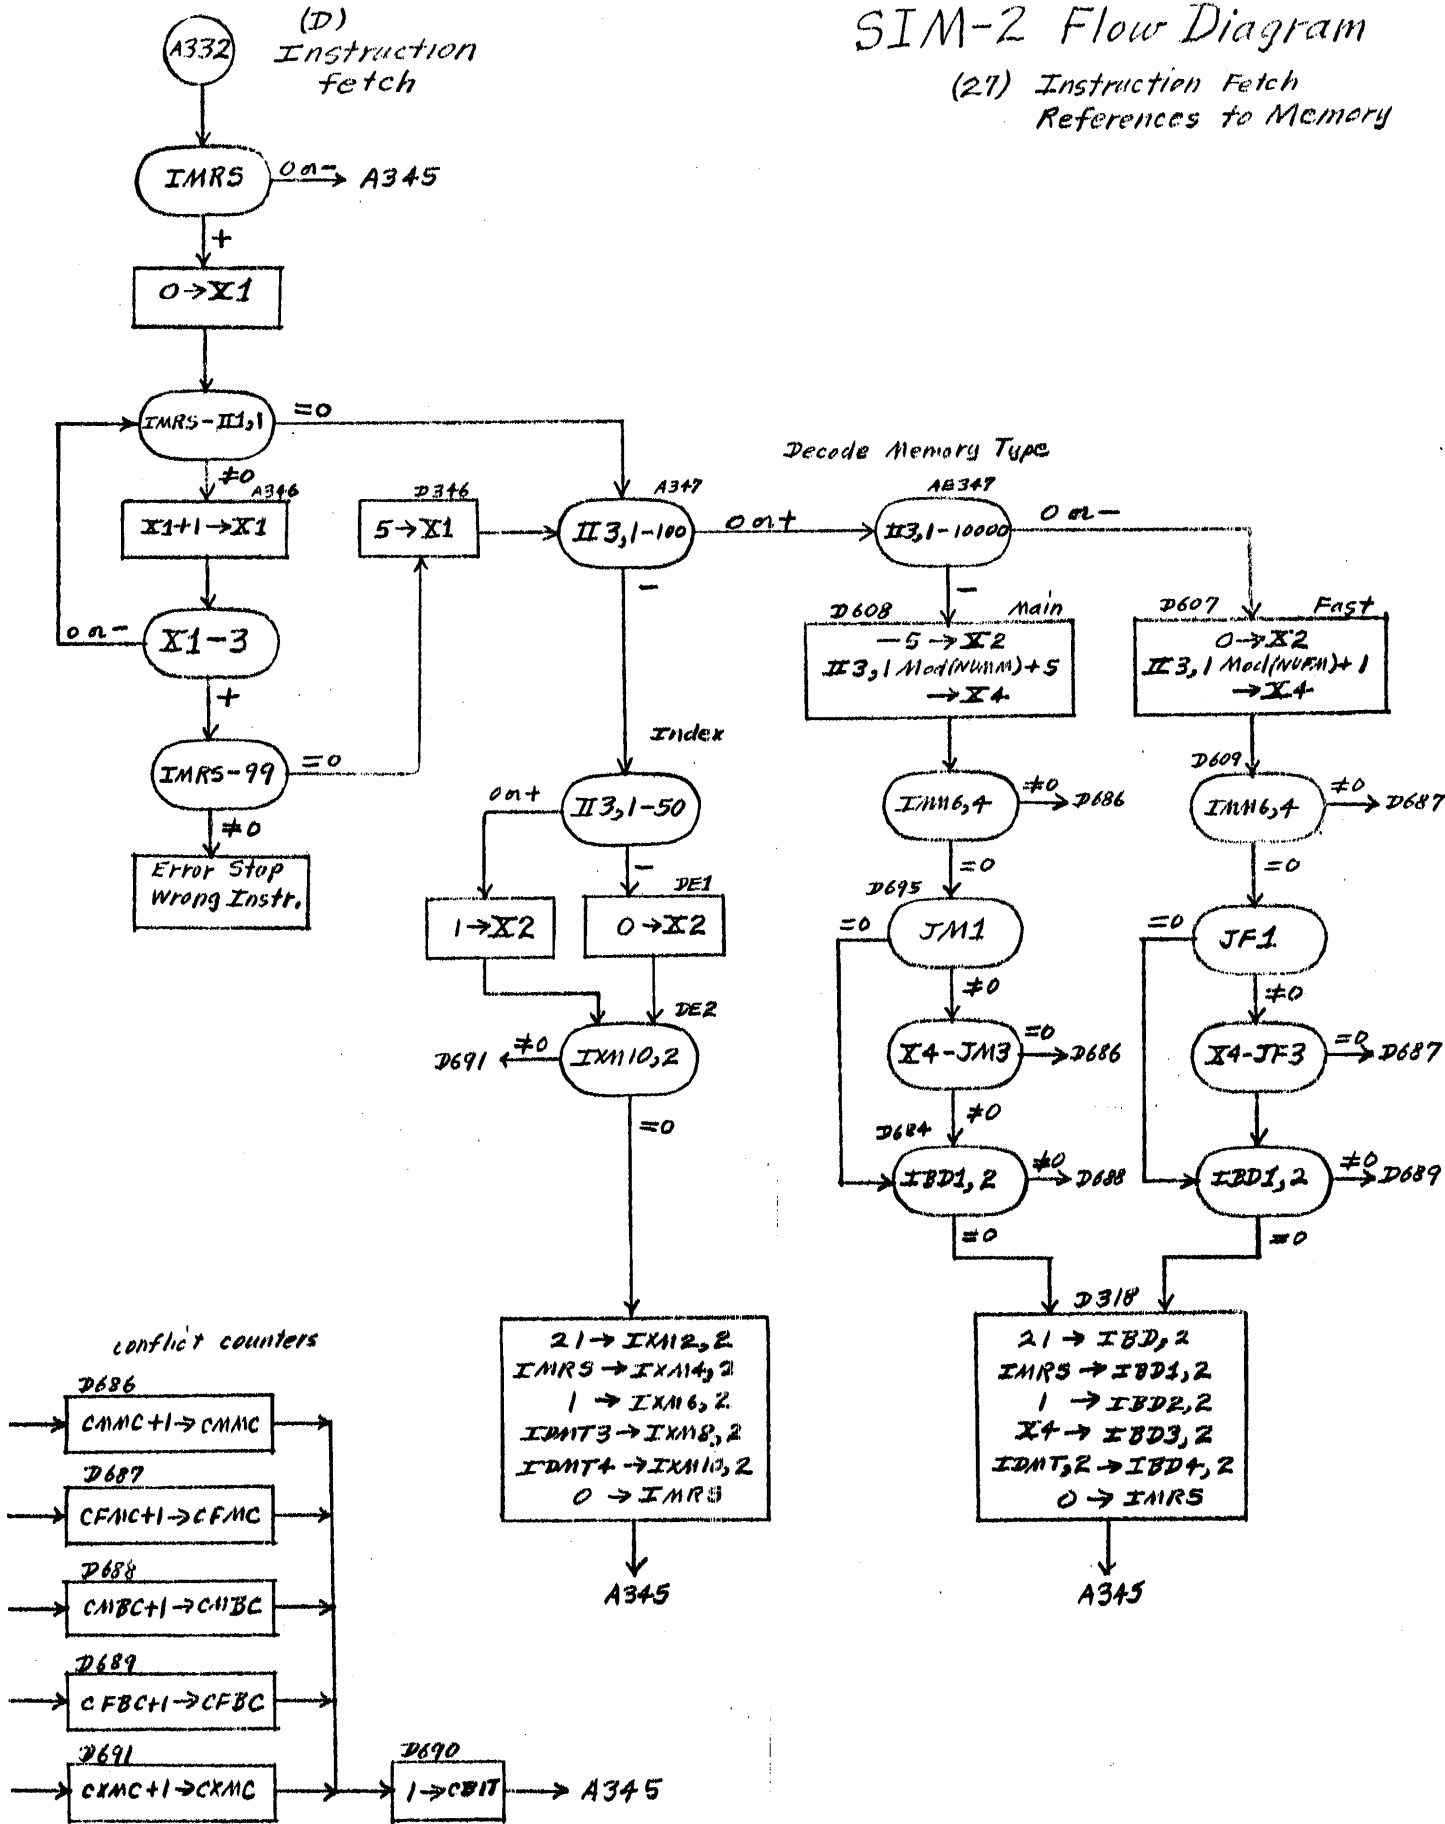 SIM-2 Flow Diagram
(27) Instruction Fetch
References to Memory
A332
(D)
Instruction
fetch
IMRS
0 or -
A345
+
0→X1
IMRS-II1,1
=0
≠0
A346
X1+1→X1
0 or -
X1-3
+
IMRS-99
=0
≠0
Error Stop
Wrong Instr.
D346
5→X1
A347
II3,1-100
0 or +
-
Decode Memory Type
AE347
II3,1-10000
0 or -
-
Index
II3,1-50
0 or +
-
1→X2
DE1
0→X2
DE2
IXM10,2
≠0
D691
=0
21→IXM2,2
IMRS→IXM4,2
1→IXM6,2
IDMT3→IXM8,2
IDMT4→IXM10,2
0→IMRS
A345
D608
Main
-5→X2
II3,1 Mod(NUMM)+5
→X4
IMM6,4
≠0
D686
=0
D695
JM1
=0
≠0
X4-JM3
=0
D686
≠0
D684
IBD1,2
≠0
D688
=0
D607
Fast
0→X2
II3,1 Mod(NUFM)+1
→X4
D609
IMM6,4
≠0
D687
=0
JF1
=0
≠0
X4-JF3
=0
D687
IBD1,2
≠0
D689
=0
D318
21→IBD,2
IMRS→IBD1,2
1→IBD2,2
X4→IBD3,2
IDMT,2→IBD4,2
0→IMRS
A345
conflict counters
D686
CMMC+1→CMMC
D687
CFMC+1→CFMC
D688
CMBC+1→CMBC
D689
CFBC+1→CFBC
D691
CXMC+1→CXMC
D690
1→CBIT
A345